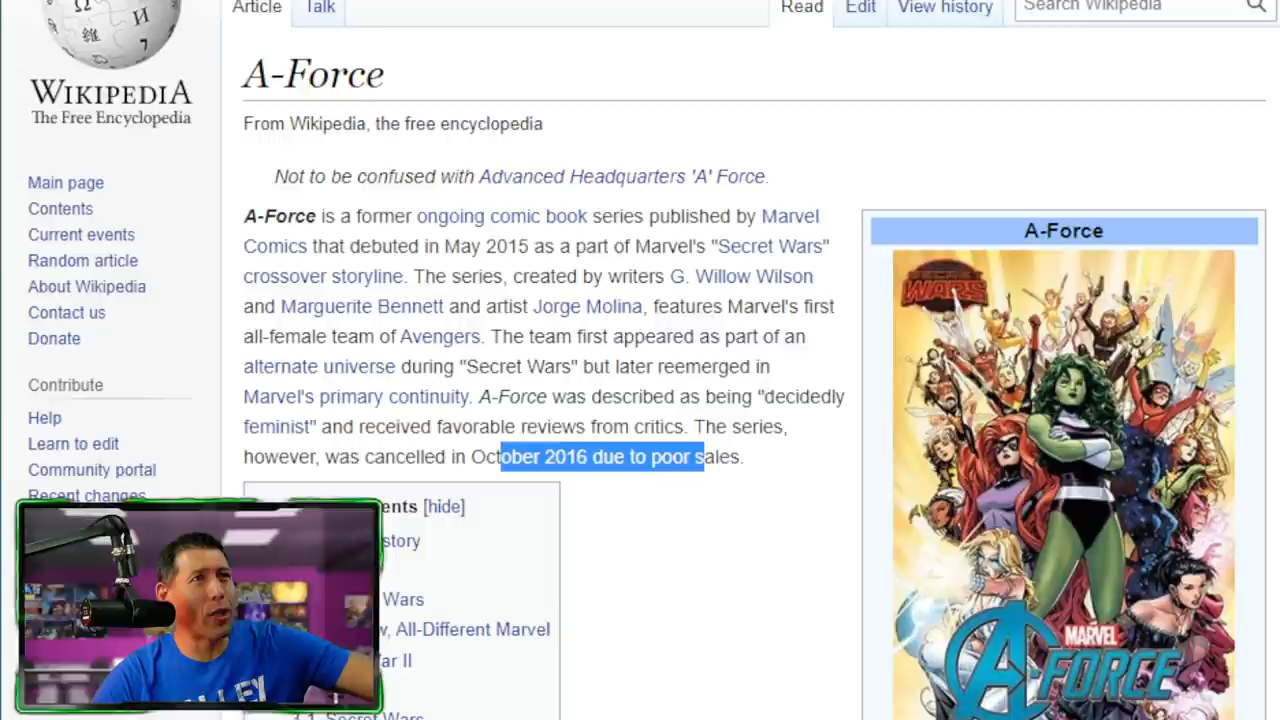 Article Talk Read Edit View history Search Wikipedia
WIKIPEDIA
The Free Encyclopedia
Main page
Contents
Current events
Random article
About Wikipedia
Contact us
Donate
Contribute
Help
Learn to edit
Community portal
Recent changes
A-Force
From Wikipedia, the free encyclopedia
Not to be confused with Advanced Headquarters 'A' Force.
A-Force is a former ongoing comic book series published by Marvel
Comics that debuted in May 2015 as a part of Marvel's "Secret Wars"
crossover storyline. The series, created by writers G. Willow Wilson
and Marguerite Bennett and artist Jorge Molina, features Marvel's first
all-female team of Avengers. The team first appeared as part of an
alternate universe during "Secret Wars" but later reemerged in
Marvel's primary continuity. A-Force was described as being "decidedly
feminist" and received favorable reviews from critics. The series,
however, was cancelled in October 2016 due to poor sales.
ents [hide]
story
Wars
w, All-Different Marvel
ar II
3.1 Secret Wars
A-Force
WARS
MARVEL
A-FORCE